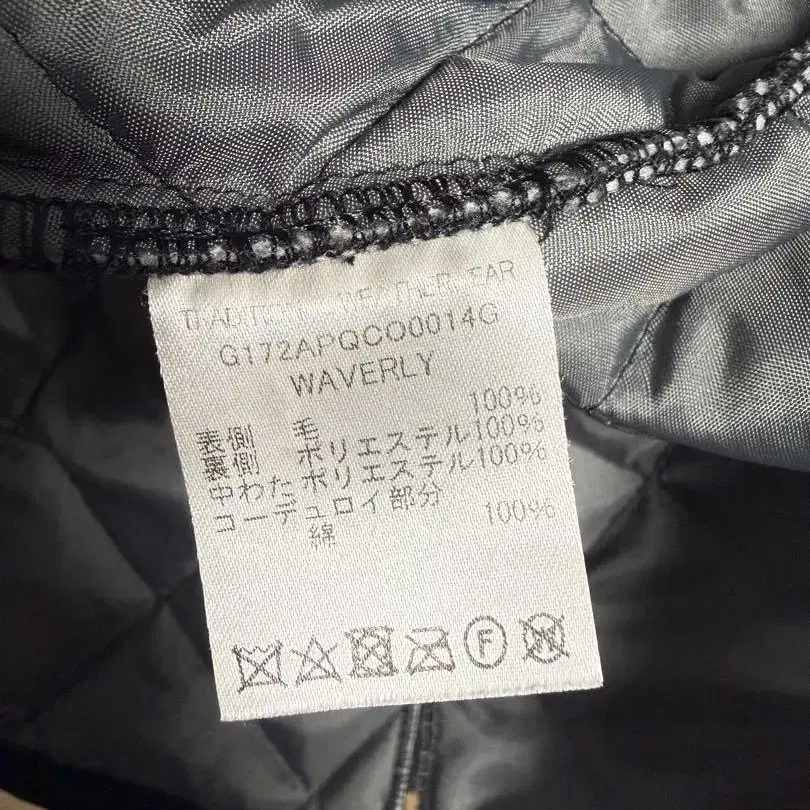 TRADITIONAL WEATHERWEAR
G172APQCO0014G
WAVERLY
表側 毛 100%
裏側 ポリエステル100%
中わた ポリエステル100%
コーデュロイ部分
綿 100%
F
W